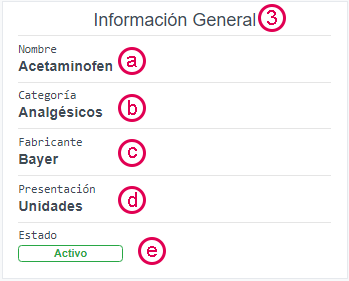 Información General 3
Nombre
Acetaminofen a
Categoría
Analgésicos b
Fabricante
Bayer c
Presentación
Unidades d
Estado
Activo e